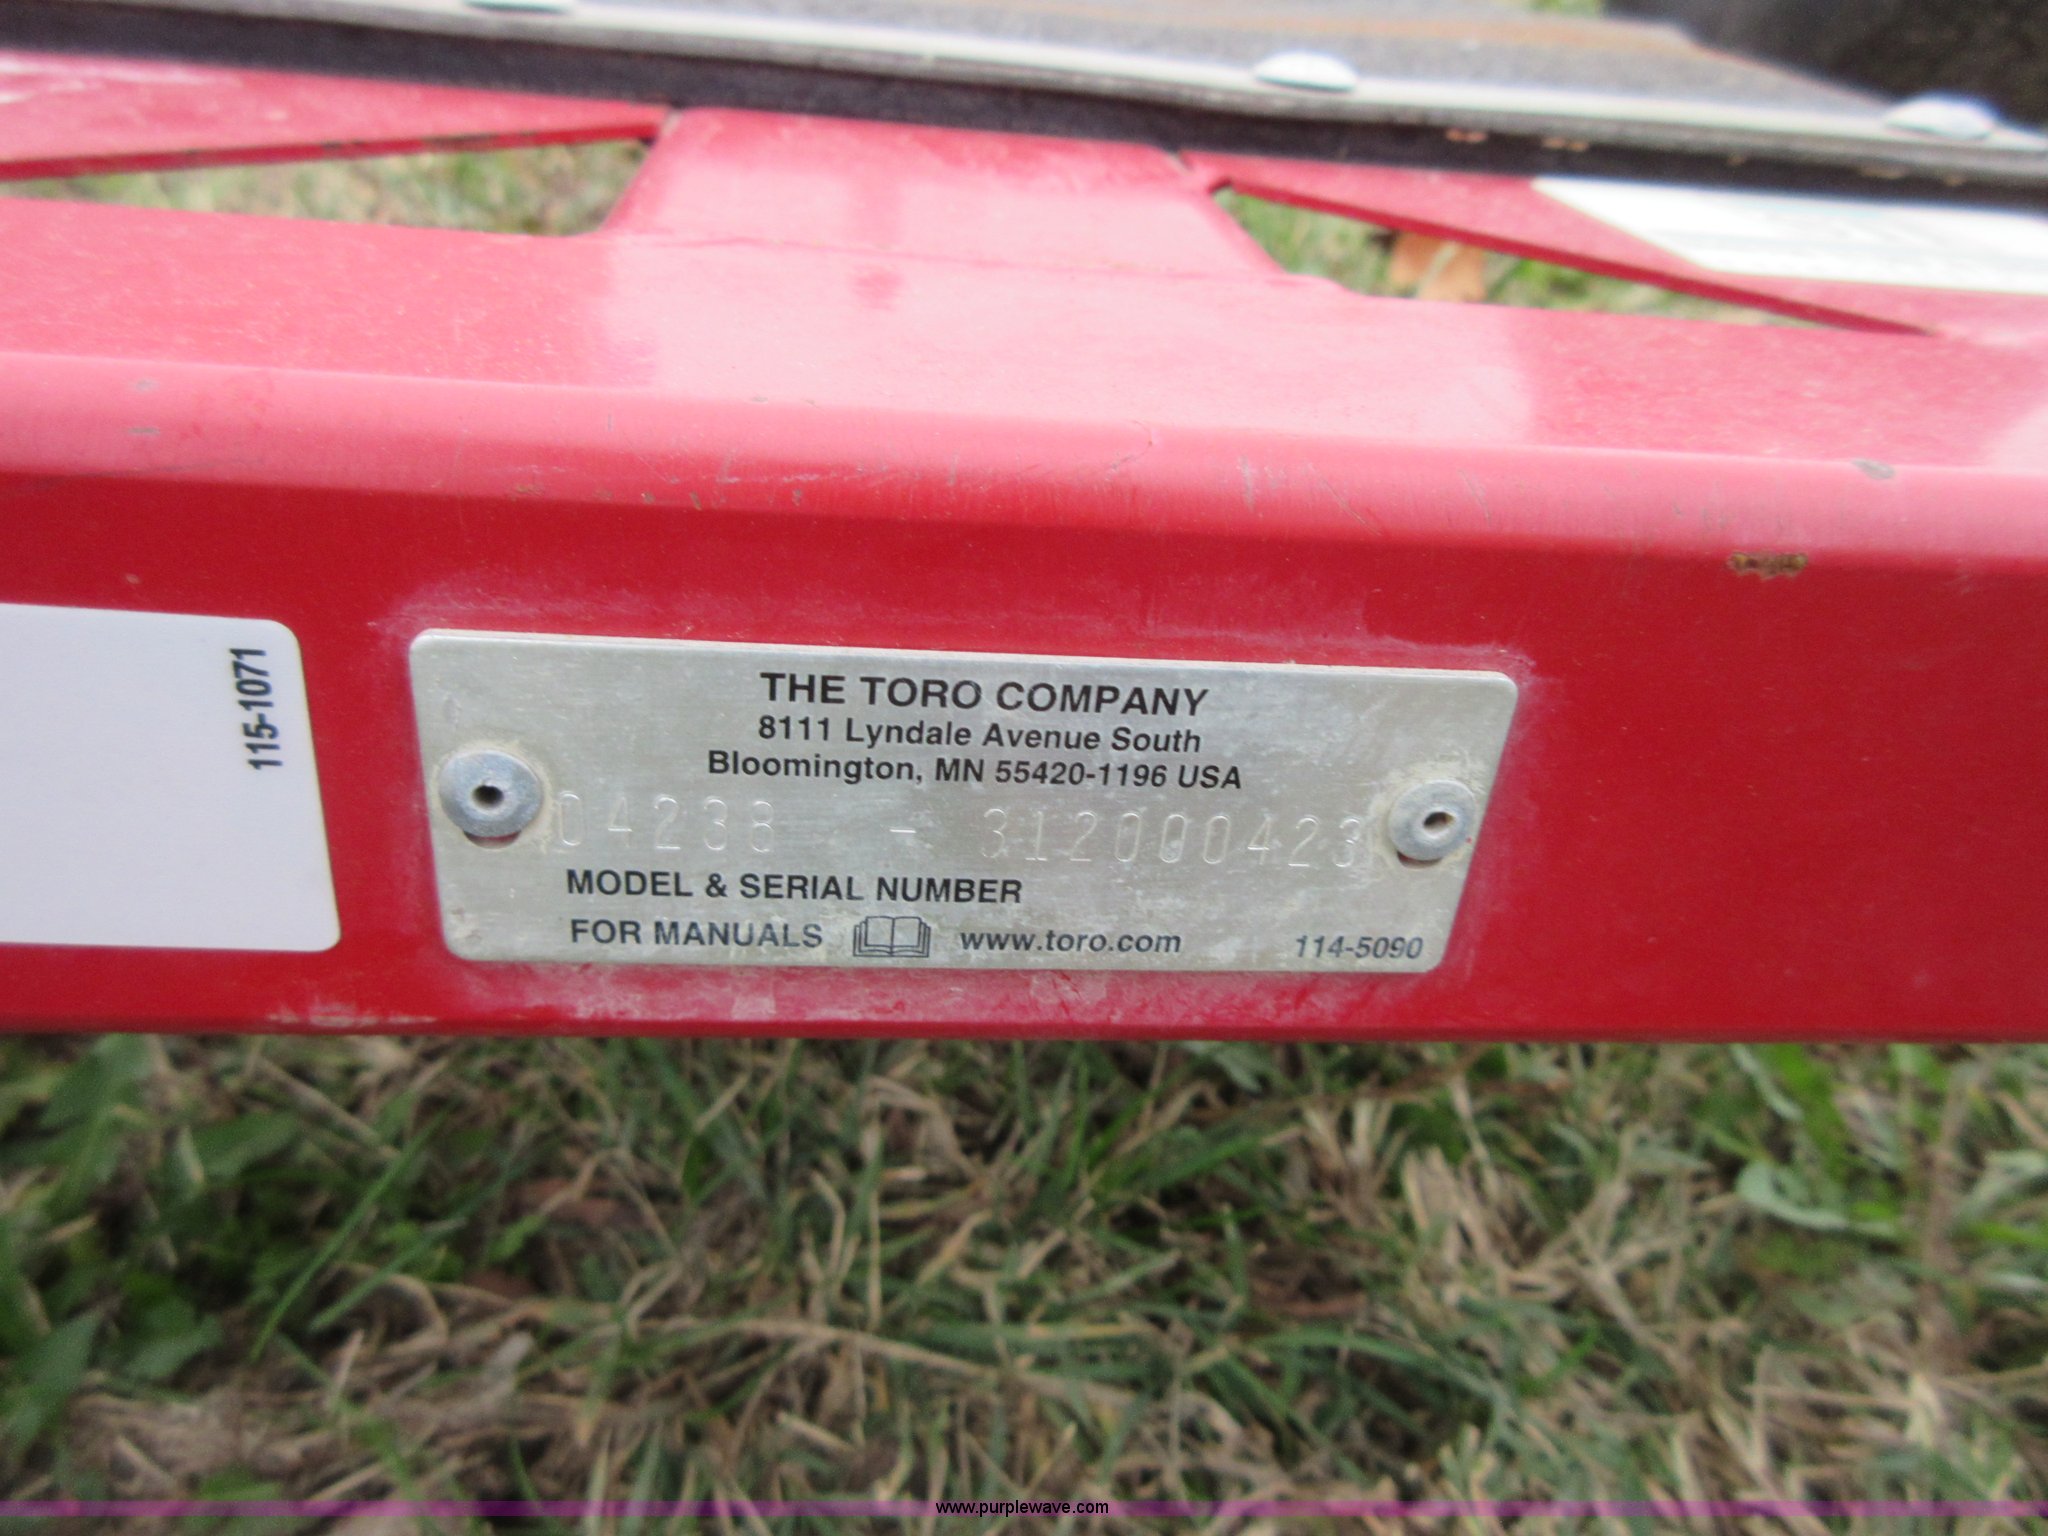 115-1071
THE TORO COMPANY
8111 Lyndale Avenue South
Bloomington, MN 55420-1196 USA
04238 - 312000423
MODEL & SERIAL NUMBER
FOR MANUALS www.toro.com 114-5090
www.purplewave.com